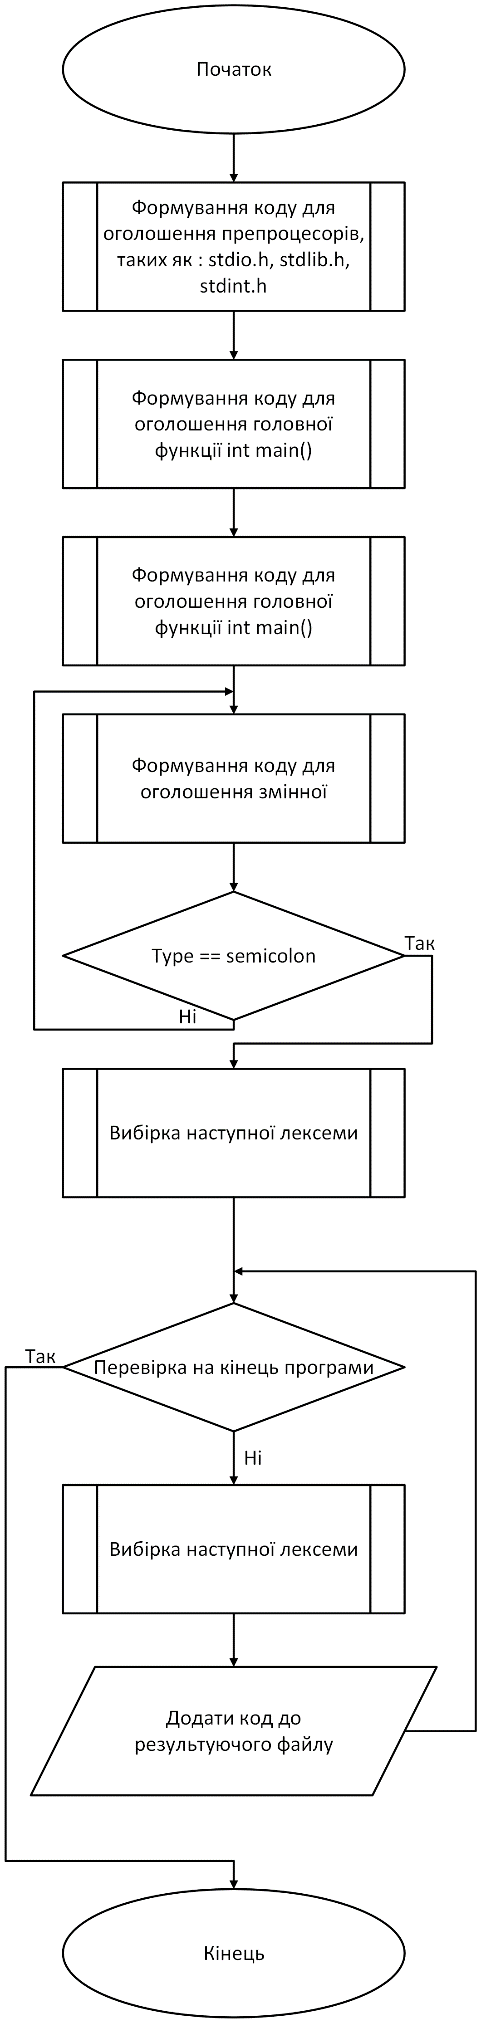 Початок
Формування коду для
оголошення препроцесорів,
таких як : stdio.h, stdlib.h,
stdint.h
Формування коду для
оголошення головної
функції int main()
Формування коду для
оголошення головної
функції int main()
Формування коду для
оголошення змінної
Так
Type == semicolon
Ні
Вибірка наступної лексеми
Так
Перевірка на кінець програми
Ні
Вибірка наступної лексеми
Додати код до
результуючого файлу
Кінець